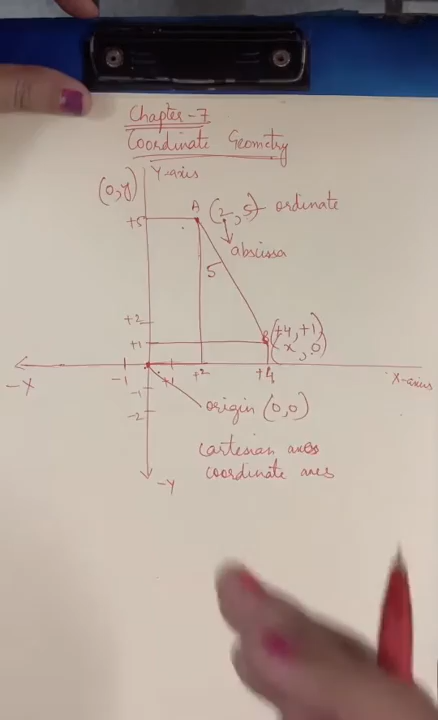 Chapter-7
Coordinate Geometry
Y-axis
(0,y)
+5
A (2,5) ordinate
abscissa
5
+2
+1
B (+4,+1)
(x,0)
-X
-1
+1
+2
+4
X-axis
-1
-2
origin (0,0)
cartesian axes
coordinate axes
-Y